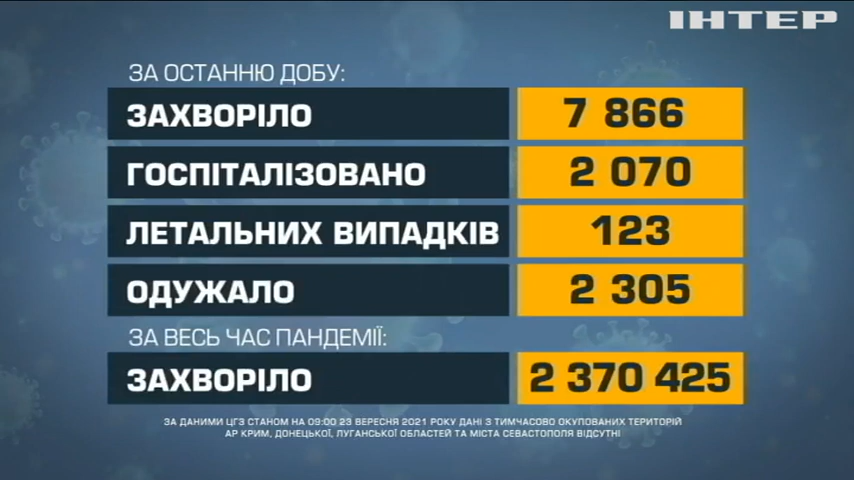 ІНТЕР
ЗА ОСТАННЮ ДОБУ:
ЗАХВОРІЛО 7 866
ГОСПІТАЛІЗОВАНО 2 070
ЛЕТАЛЬНИХ ВИПАДКІВ 123
ОДУЖАЛО 2 305
ЗА ВЕСЬ ЧАС ПАНДЕМІЇ:
ЗАХВОРІЛО 2 370 425
ЗА ДАНИМИ ЦГЗ СТАНОМ НА 09:00 23 ВЕРЕСНЯ 2021 РОКУ ДАНІ З ТИМЧАСОВО ОКУПОВАНИХ ТЕРИТОРІЙ
АР КРИМ, ДОНЕЦЬКОЇ, ЛУГАНСЬКОЇ ОБЛАСТЕЙ ТА МІСТА СЕВАСТОПОЛЯ ВІДСУТНІ